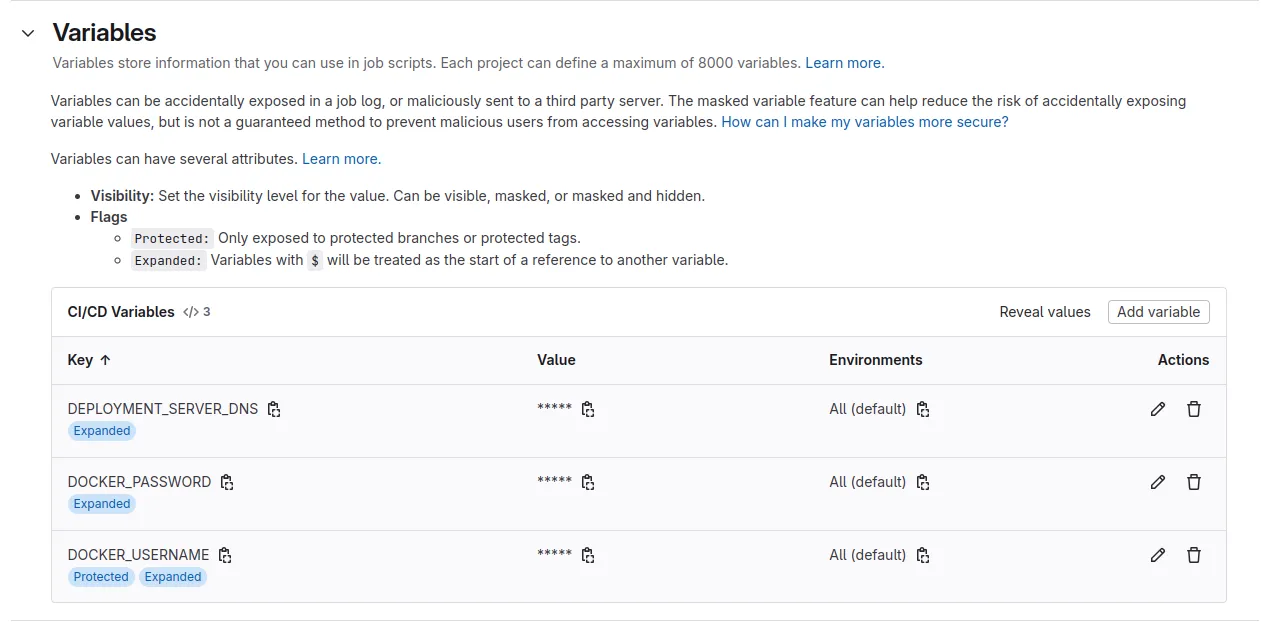 Variables
Variables store information that you can use in job scripts. Each project can define a maximum of 8000 variables. Learn more.
Variables can be accidentally exposed in a job log, or maliciously sent to a third party server. The masked variable feature can help reduce the risk of accidentally exposing
variable values, but is not a guaranteed method to prevent malicious users from accessing variables. How can I make my variables more secure?
Variables can have several attributes. Learn more.
Visibility: Set the visibility level for the value. Can be visible, masked, or masked and hidden.
Flags
Protected: Only exposed to protected branches or protected tags.
Expanded: Variables with $ will be treated as the start of a reference to another variable.
CI/CD Variables </> 3 Reveal values Add variable
Key ↑ Value Environments Actions
DEPLOYMENT_SERVER_DNS ***** All (default)
Expanded
DOCKER_PASSWORD ***** All (default)
Expanded
DOCKER_USERNAME ***** All (default)
Protected Expanded